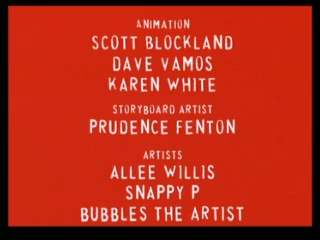 ANIMATION
SCOTT BLOCKLAND
DAVE VAMOS
KAREN WHITE
STORYBOARD ARTIST
PRUDENCE FENTON
ARTISTS
ALLEE WILLIS
SNAPPY P
BUBBLES THE ARTIST